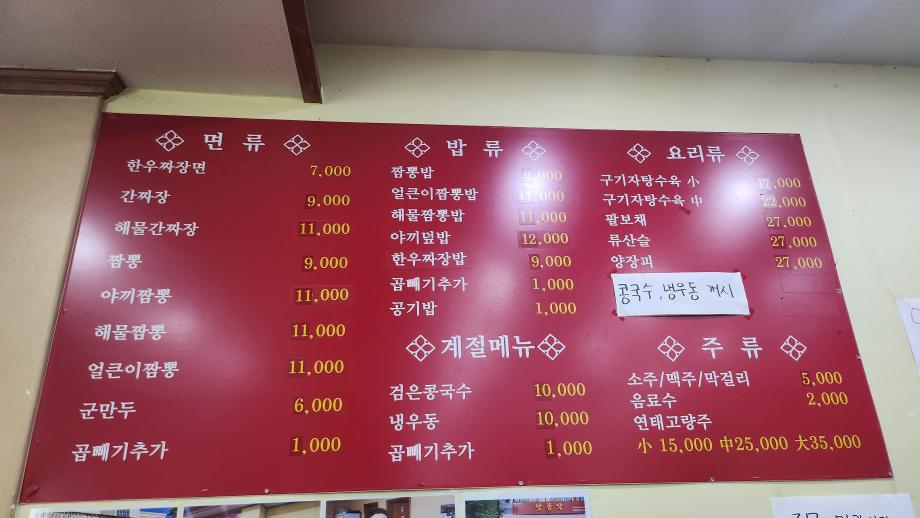 면 류
한우짜장면 7,000
간짜장 9,000
해물간짜장 11,000
짬뽕 9,000
야끼짬뽕 11,000
해물짬뽕 11,000
얼큰이짬뽕 11,000
군만두 6,000
곱빼기추가 1,000
밥 류
짬뽕밥 9,000
얼큰이짬뽕밥 11,000
해물짬뽕밥 11,000
야끼덮밥 12,000
한우짜장밥 9,000
곱빼기추가 1,000
공기밥 1,000
계절메뉴
검은콩국수 10,000
냉우동 10,000
곱빼기추가 1,000
요리류
구기자탕수육 小 17,000
구기자탕수육 中 22,000
팔보채 27,000
류산슬 27,000
양장피 27,000
콩국수, 냉우동 개시
주 류
소주/맥주/막걸리 5,000
음료수 2,000
연태고량주
小 15,000 中25,000 大35,000